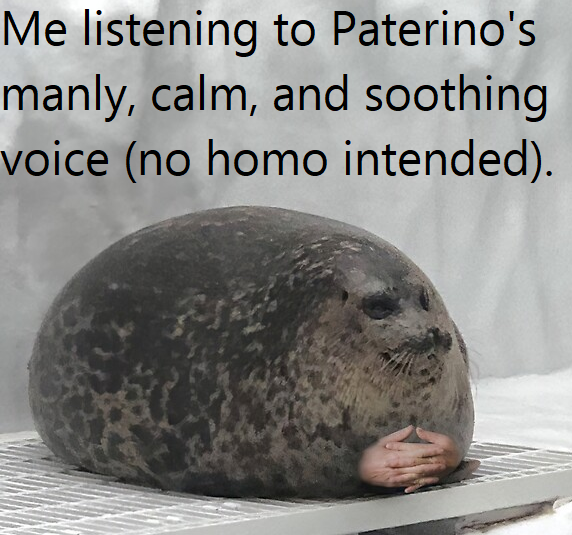 Me listening to Paterino's
manly, calm, and soothing
voice (no homo intended).